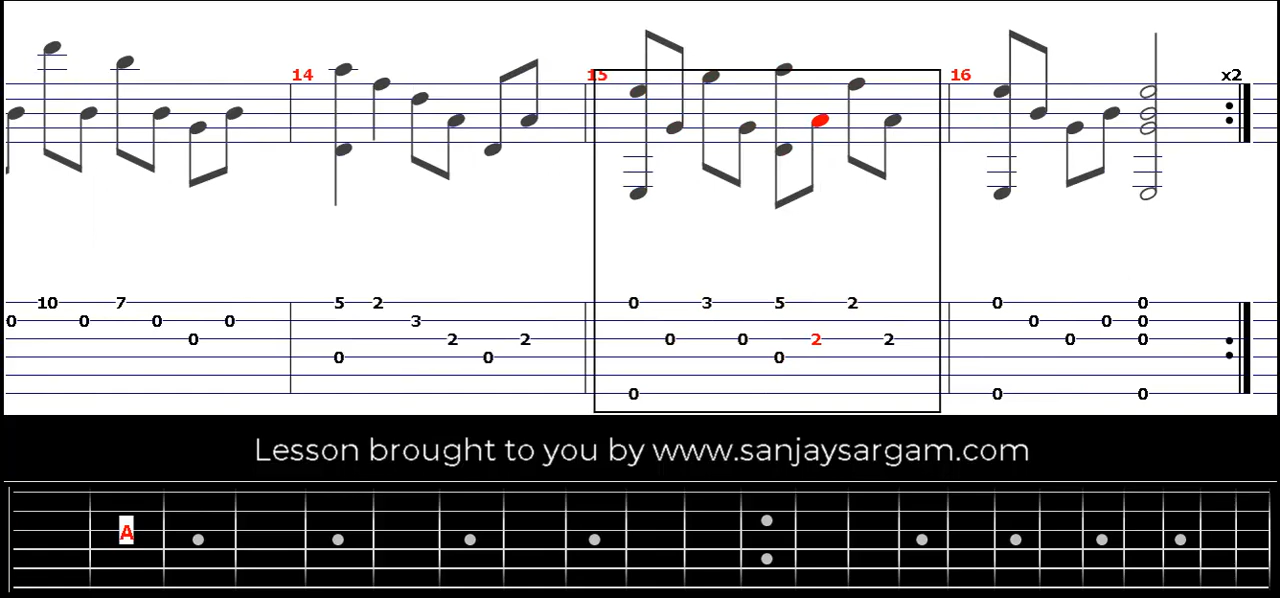 14 15 16 x2
10 7 5 2 0 3 5 2 0 0
0 0 0 0 3 0 0 0
0 2 2 0 0 2 2 0 0
0 0 0
0 0 0
Lesson brought to you by www.sanjaysargam.com
A